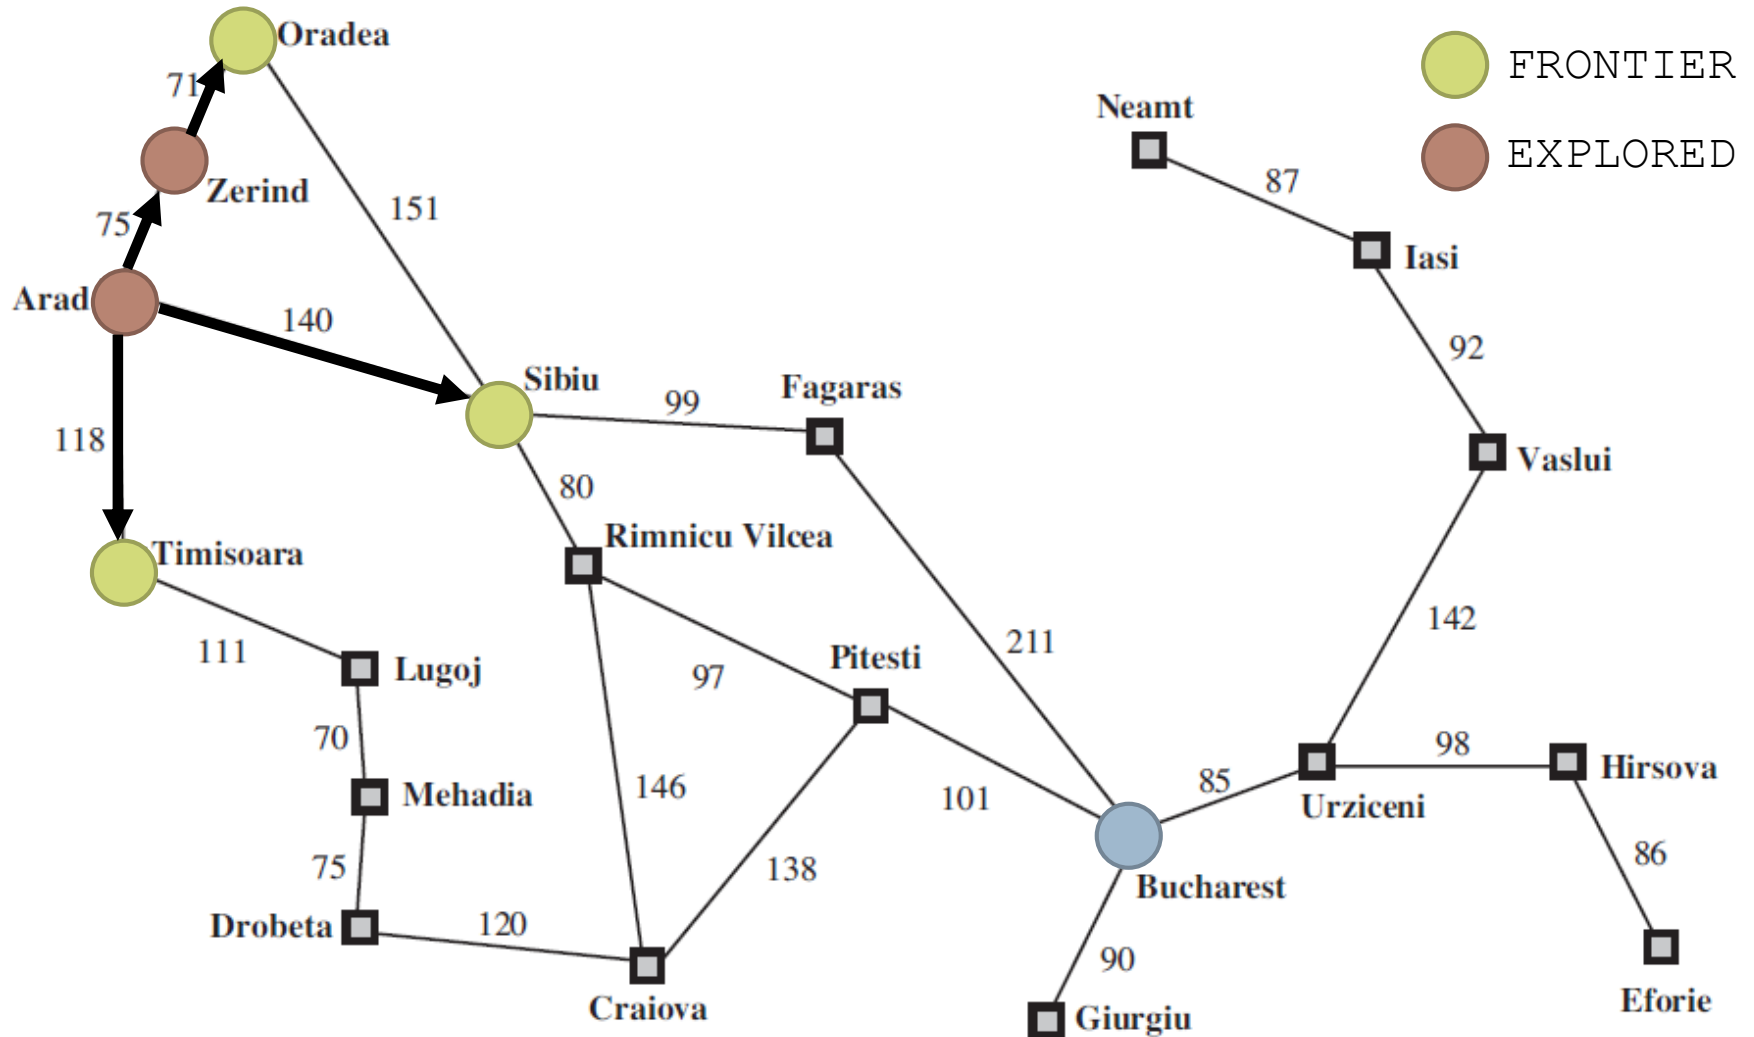 Oradea
FRONTIER
71
Neamt
EXPLORED
87
Zerind
151
75
Iasi
Arad
140
92
Sibiu
Fagaras
99
118
Vaslui
80
Rimnicu Vilcea
Timisoara
142
211
111
Pitesti
Lugoj
97
70
98
Hirsova
146
85
Mehadia
101
Urziceni
138
86
75
Bucharest
Drobeta
120
90
Eforie
Craiova
Giurgiu